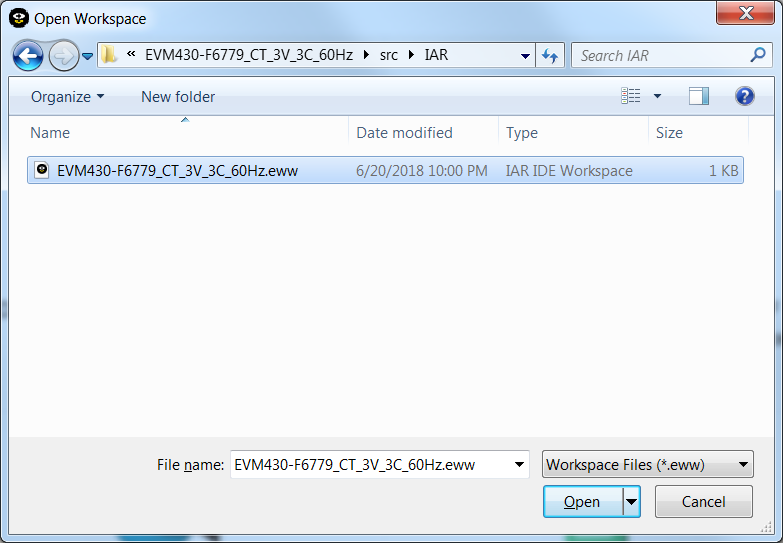 Open Workspace
« EVM430-F6779_CT_3V_3C_60Hz src IAR Search IAR
Organize New folder
Name Date modified Type Size
EVM430-F6779_CT_3V_3C_60Hz.eww 6/20/2018 10:00 PM IAR IDE Workspace 1 KB
File name: EVM430-F6779_CT_3V_3C_60Hz.eww Workspace Files (*.eww)
Open Cancel